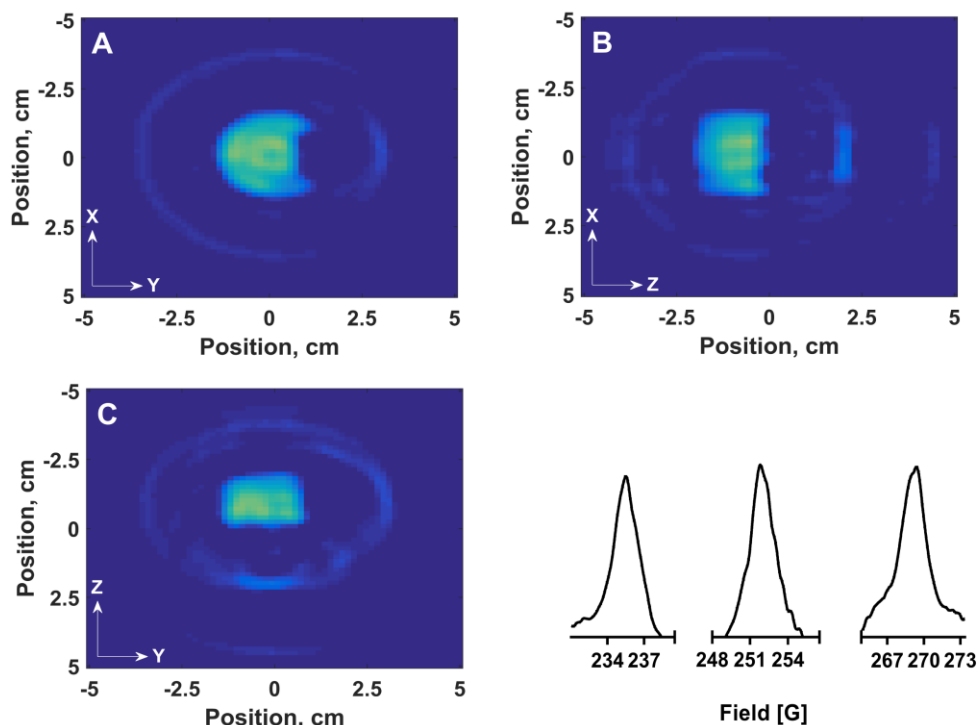 A
-5
-2.5
0
2.5
5
Position, cm
X
Y
-5 -2.5 0 2.5 5
Position, cm
B
-5
-2.5
0
2.5
5
Position, cm
X
Z
-5 -2.5 0 2.5 5
Position, cm
C
-5
-2.5
0
2.5
5
Position, cm
Z
Y
-5 -2.5 0 2.5 5
Position, cm
234 237 248 251 254 267 270 273
Field [G]